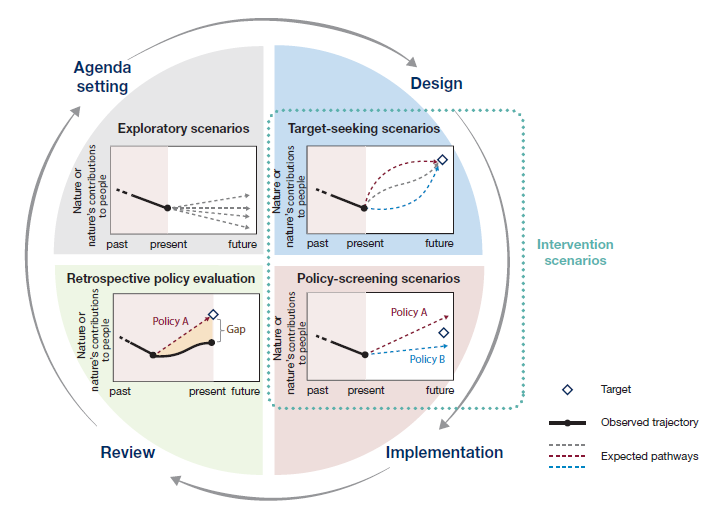 Agenda
setting
Design
Exploratory scenarios
Nature or
nature's contributions
to people
past present future
Target-seeking scenarios
Nature or
nature's contributions
to people
past present future
Intervention
scenarios
Retrospective policy evaluation
Nature or
nature's contributions
to people
Policy A
Gap
past present future
Policy-screening scenarios
Nature or
nature's contributions
to people
Policy A
Policy B
past present future
Review
Implementation
Target
Observed trajectory
Expected pathways